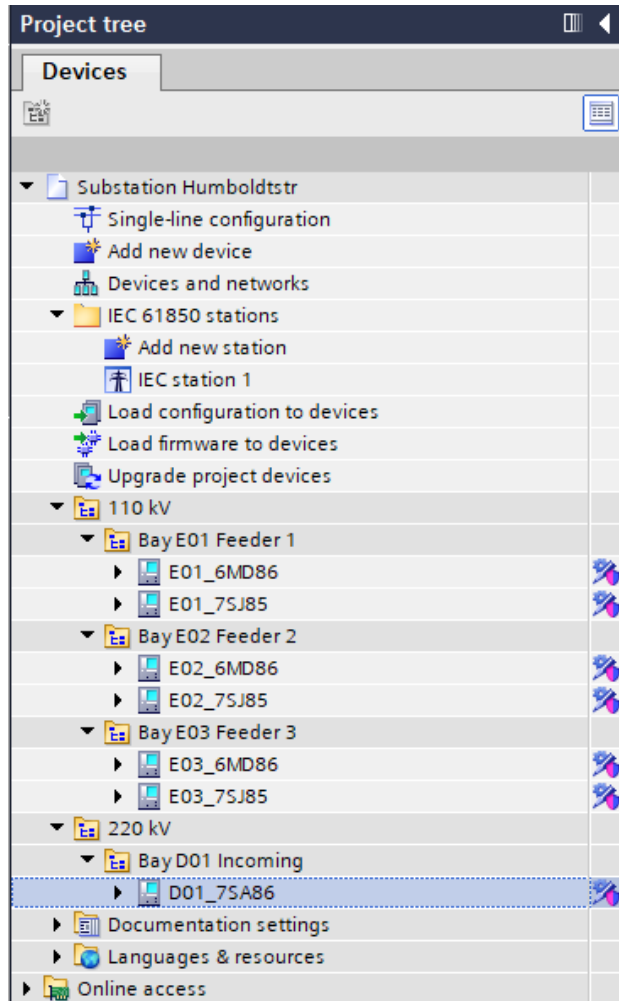 Project tree
Devices
Substation Humboldtstr
Single-line configuration
Add new device
Devices and networks
IEC 61850 stations
Add new station
IEC station 1
Load configuration to devices
Load firmware to devices
Upgrade project devices
110 kV
Bay E01 Feeder 1
E01_6MD86
E01_7SJ85
Bay E02 Feeder 2
E02_6MD86
E02_7SJ85
Bay E03 Feeder 3
E03_6MD86
E03_7SJ85
220 kV
Bay D01 Incoming
D01_7SA86
Documentation settings
Languages & resources
Online access